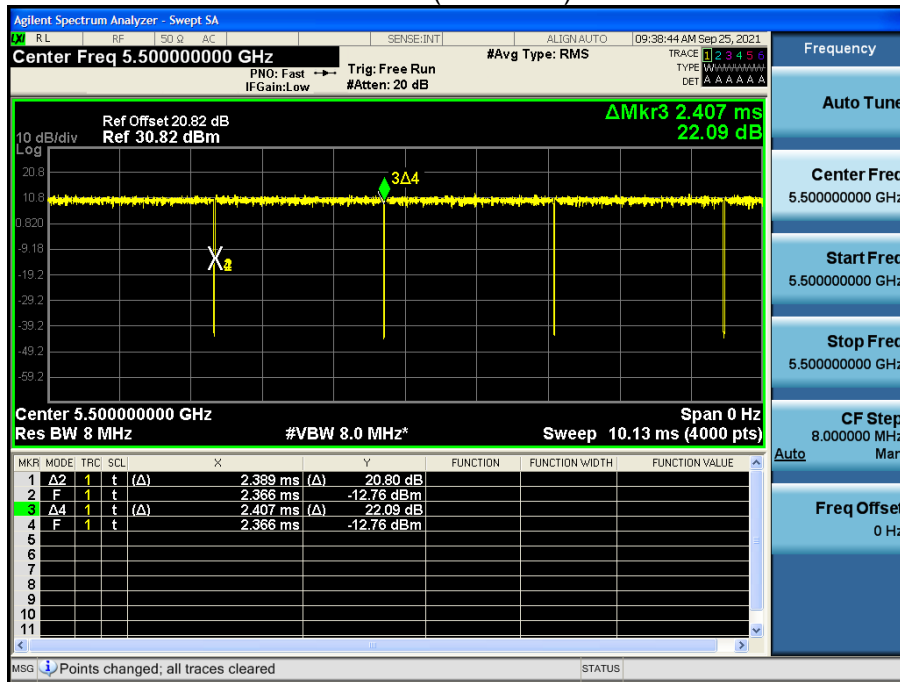 Agilent Spectrum Analyzer - Swept SA
LXI RL RF 50 Ω AC SENSE:INT ALIGN AUTO 09:38:44 AM Sep 25, 2021
Center Freq 5.500000000 GHz #Avg Type: RMS TRACE 1 2 3 4 5 6
PNO: Fast Trig: Free Run TYPE WWWWWW
IFGain:Low #Atten: 20 dB DET A A A A A A
Ref Offset 20.82 dB ΔMkr3 2.407 ms
10 dB/div Ref 30.82 dBm 22.09 dB
Log
20.8
3Δ4
10.8
0.820
-9.18
-19.2
-29.2
-39.2
-49.2
-59.2
Center 5.500000000 GHz Span 0 Hz
Res BW 8 MHz #VBW 8.0 MHz* Sweep 10.13 ms (4000 pts)
MKR MODE TRC SCL X Y FUNCTION FUNCTION WIDTH FUNCTION VALUE
1 Δ2 1 t (Δ) 2.389 ms (Δ) 20.80 dB
2 F 1 t 2.366 ms -12.76 dBm
3 Δ4 1 t (Δ) 2.407 ms (Δ) 22.09 dB
4 F 1 t 2.366 ms -12.76 dBm
5
6
7
8
9
10
11
MSG Points changed; all traces cleared STATUS
Frequency
Auto Tune
Center Freq
5.500000000 GHz
Start Freq
5.500000000 GHz
Stop Freq
5.500000000 GHz
CF Step
8.000000 MHz
Auto Man
Freq Offset
0 Hz